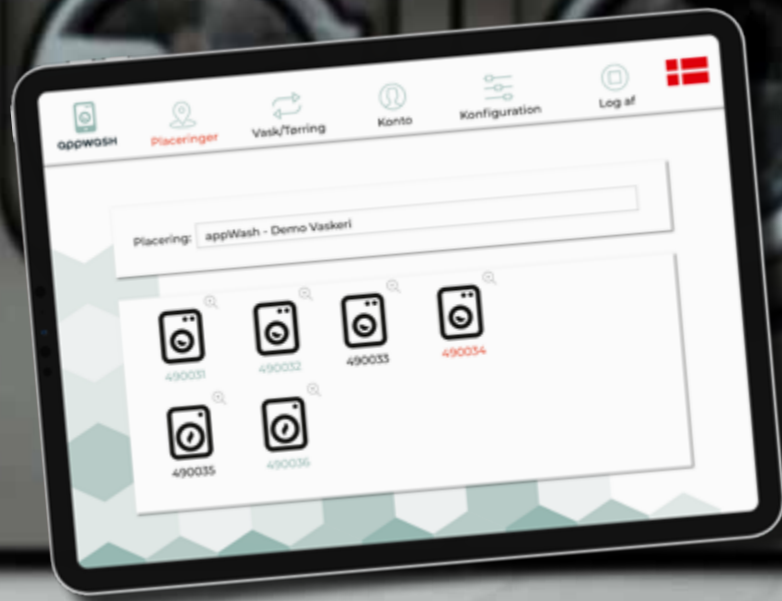 appWASH
Placeringer
Vask/Tørring
Konto
Konfiguration
Log af
Placering: appWash - Demo Vaskeri
490031
490032
490033
490034
490035
490036